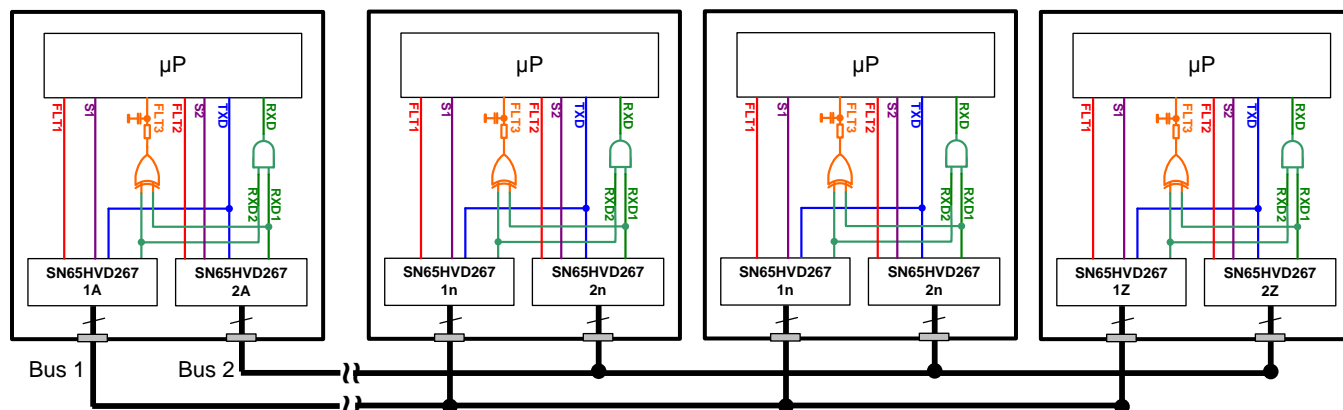 µP
FLT1
S1
FLT3
FLT2
S2
TXD
RXD
RXD2
RXD1
SN65HVD267
1A
SN65HVD267
2A
µP
FLT1
S1
FLT3
FLT2
S2
TXD
RXD
RXD2
RXD1
SN65HVD267
1n
SN65HVD267
2n
µP
FLT1
S1
FLT3
FLT2
S2
TXD
RXD
RXD2
RXD1
SN65HVD267
1n
SN65HVD267
2n
µP
FLT1
S1
FLT3
FLT2
S2
TXD
RXD
RXD2
RXD1
SN65HVD267
1Z
SN65HVD267
2Z
Bus 1
Bus 2